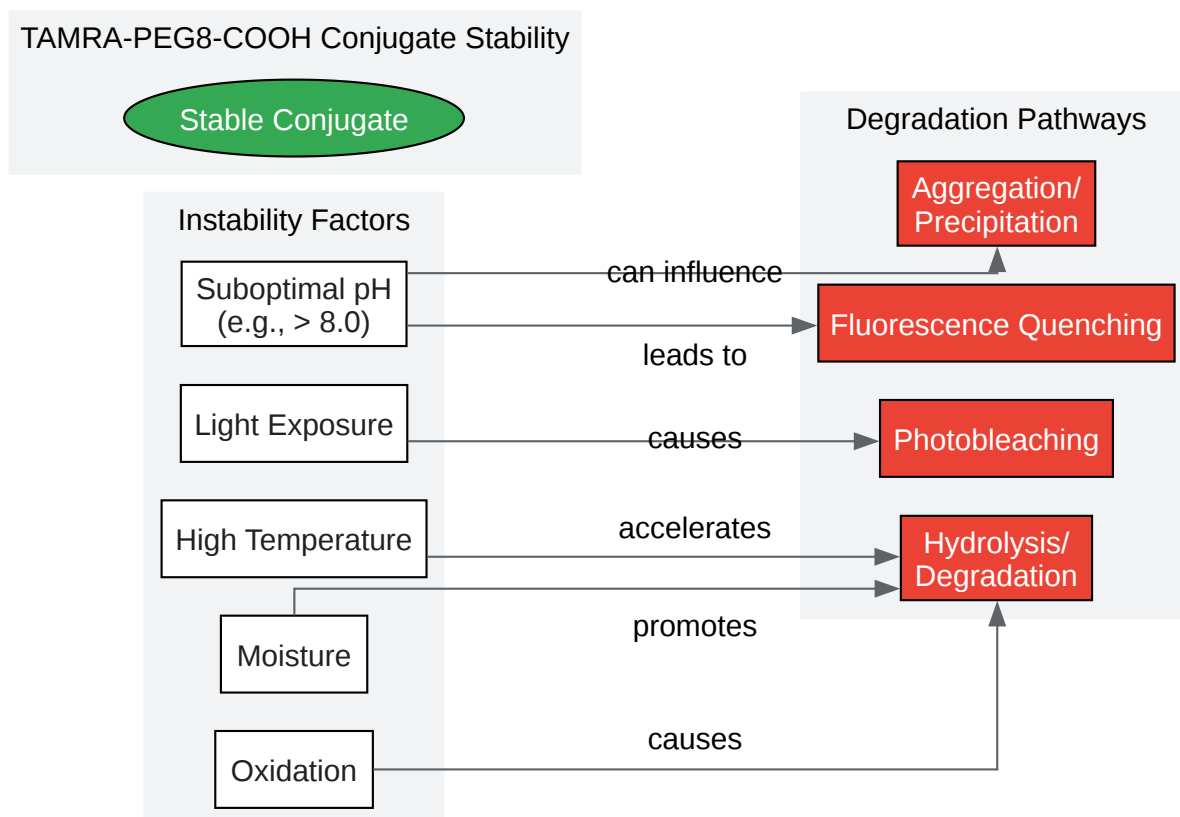 TAMRA-PEG8-COOH Conjugate Stability
Stable Conjugate
Instability Factors
Suboptimal pH
(e.g., > 8.0)
Light Exposure
High Temperature
Moisture
Oxidation
can influence
leads to
causes
accelerates
promotes
causes
Degradation Pathways
Aggregation/
Precipitation
Fluorescence Quenching
Photobleaching
Hydrolysis/
Degradation